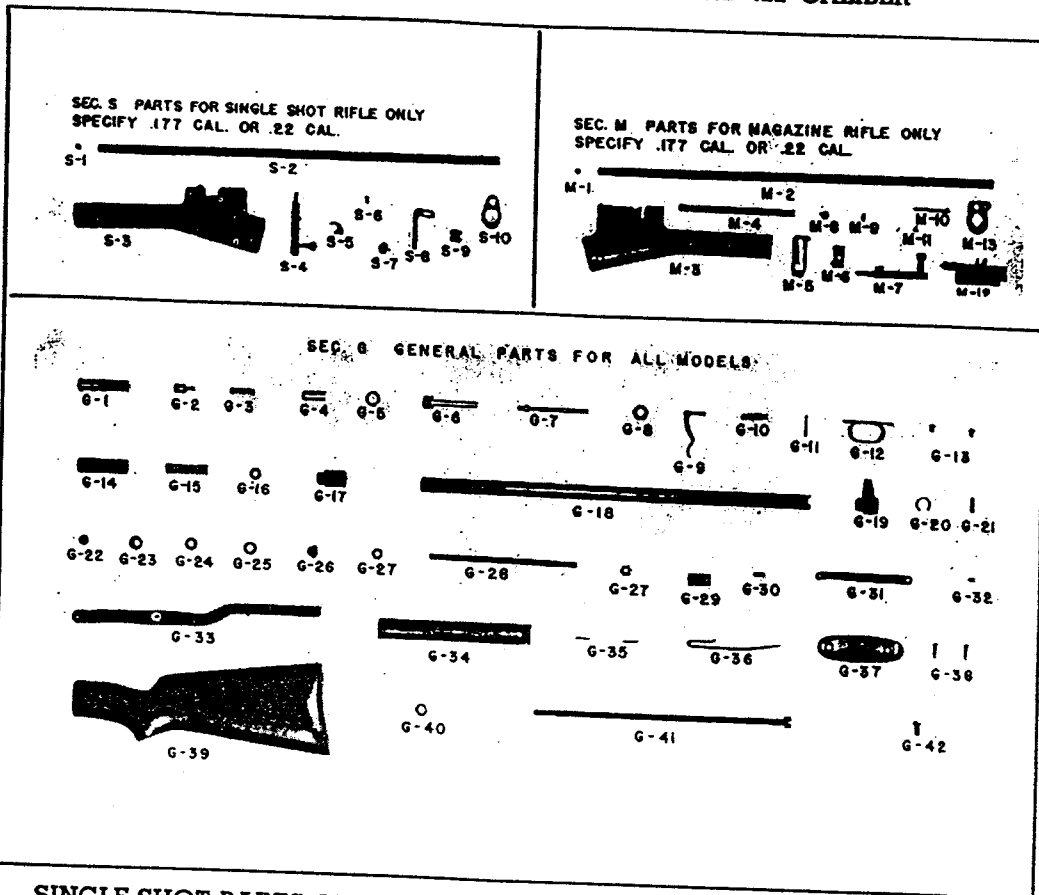 SEC. S PARTS FOR SINGLE SHOT RIFLE ONLY
SPECIFY .177 CAL. OR .22 CAL.
S-1
S-2
S-3
S-4
S-5
S-6
S-7
S-8
S-9
S-10
SEC. M PARTS FOR MAGAZINE RIFLE ONLY
SPECIFY .177 CAL. OR .22 CAL
M-1
M-2
M-3
M-4
M-5
M-6
M-7
M-8
M-9
M-10
M-11
M-13
M-12
SEC. G GENERAL PARTS FOR ALL MODELS
G-1 G-2 G-3 G-4 G-5 G-6 G-7 G-8 G-9 G-10 G-11 G-12 G-13
G-14 G-15 G-16 G-17 G-18 G-19 G-20 G-21
G-22 G-23 G-24 G-25 G-26 G-27 G-28 G-27 G-29 G-30 G-31 G-32
G-33 G-34 G-35 G-36 G-37 G-38
G-39 G-40 G-41 G-42
SINGLE SHOT PARTS